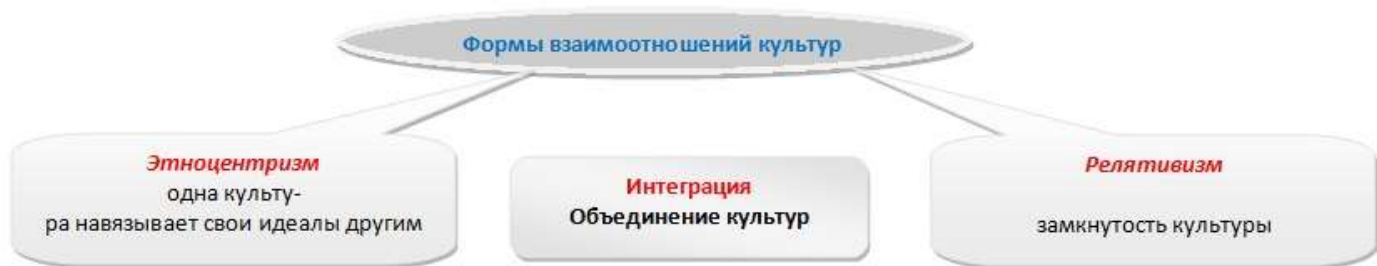 Формы взаимоотношений культур
Этноцентризм
одна культу-
ра навязывает свои идеалы другим
Интеграция
Объединение культур
Релятивизм
замкнутость культуры